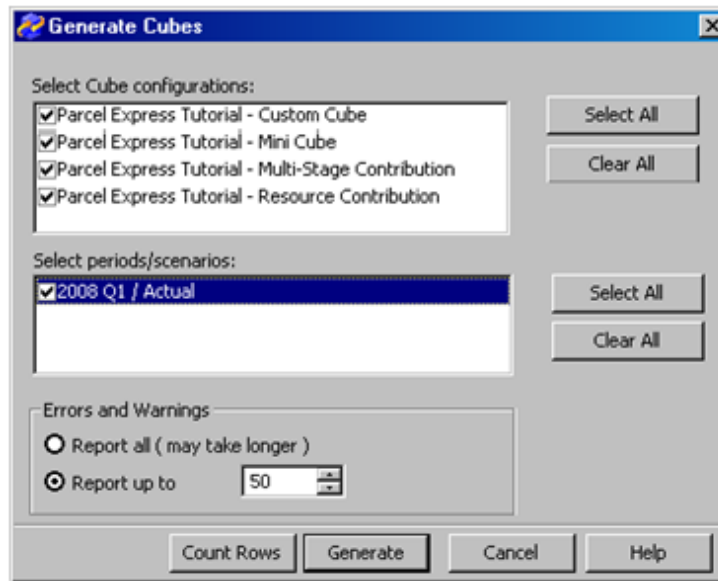 Generate Cubes
Select Cube configurations:
Parcel Express Tutorial - Custom Cube
Parcel Express Tutorial - Mini Cube
Parcel Express Tutorial - Multi-Stage Contribution
Parcel Express Tutorial - Resource Contribution
Select All
Clear All
Select periods/scenarios:
2008 Q1 / Actual
Select All
Clear All
Errors and Warnings
Report all ( may take longer )
Report up to 50
Count Rows Generate Cancel Help